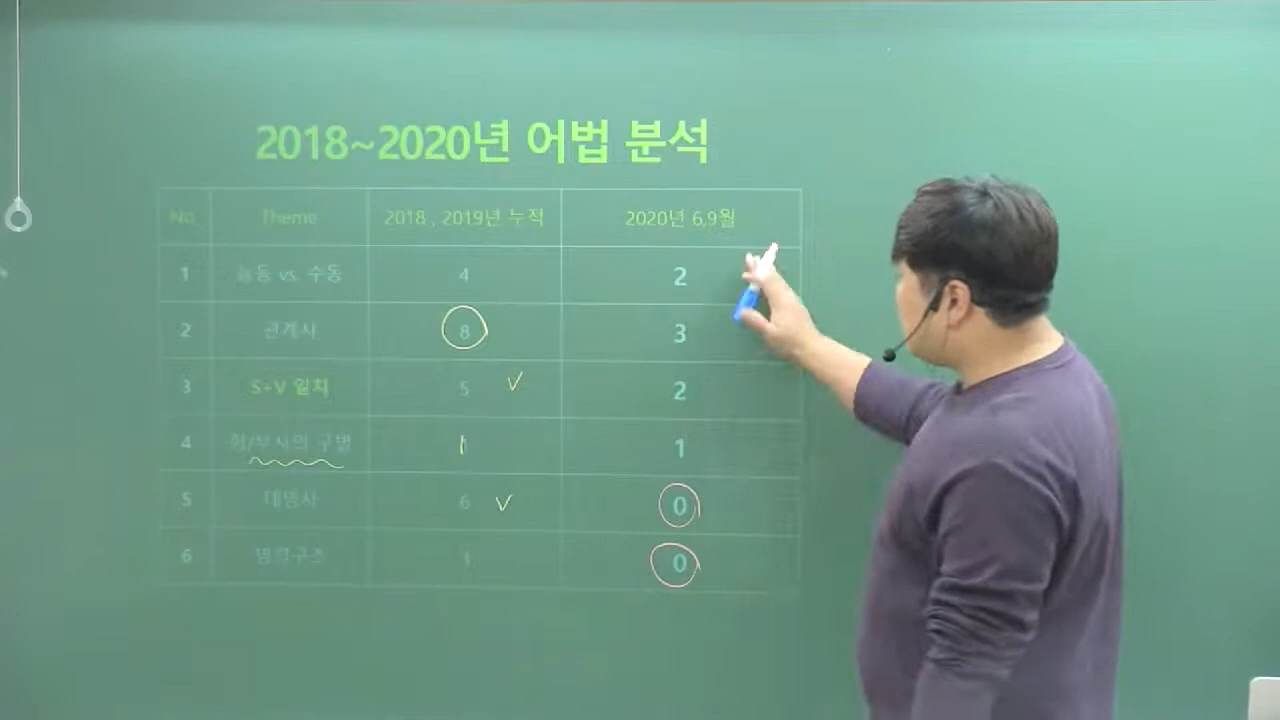 2018~2020년 어법 분석
No Theme 2018 , 2019년 누적 2020년 6,9월
1 능동 vs. 수동 4 2
2 관계사 8 3
3 S+V 일치 5 2
4 형/부사의 구별 1 1
5 대명사 6 0
6 병렬구조 1 0